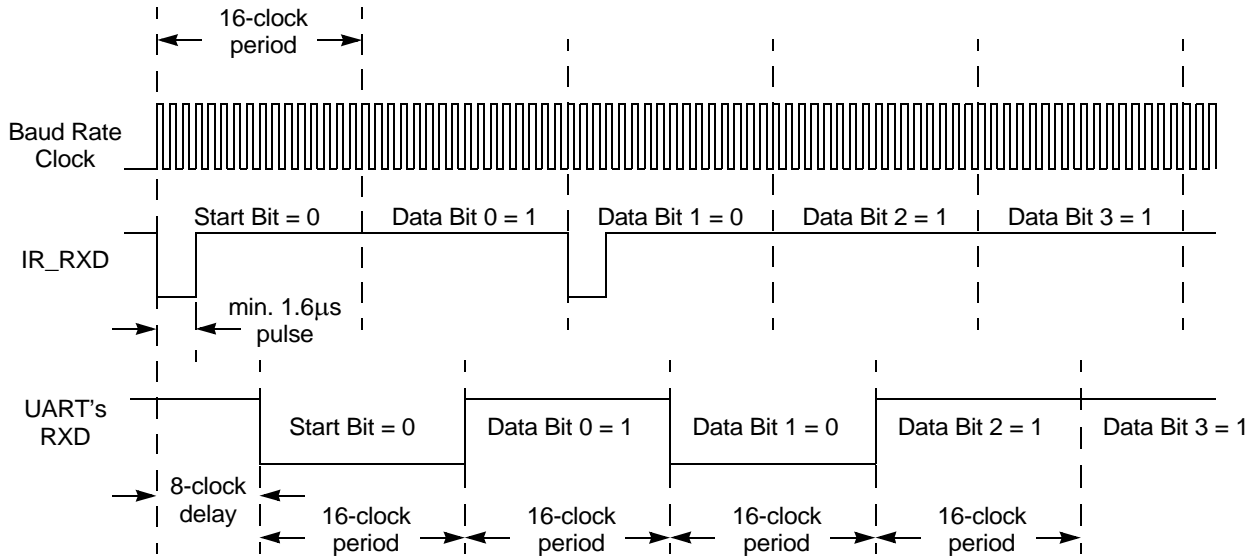 16-clock
period
Baud Rate
Clock
Start Bit = 0
Data Bit 0 = 1
Data Bit 1 = 0
Data Bit 2 = 1
Data Bit 3 = 1
IR_RXD
min. 1.6μs
pulse
UART's
RXD
Start Bit = 0
Data Bit 0 = 1
Data Bit 1 = 0
Data Bit 2 = 1
Data Bit 3 = 1
8-clock
delay
16-clock
period
16-clock
period
16-clock
period
16-clock
period